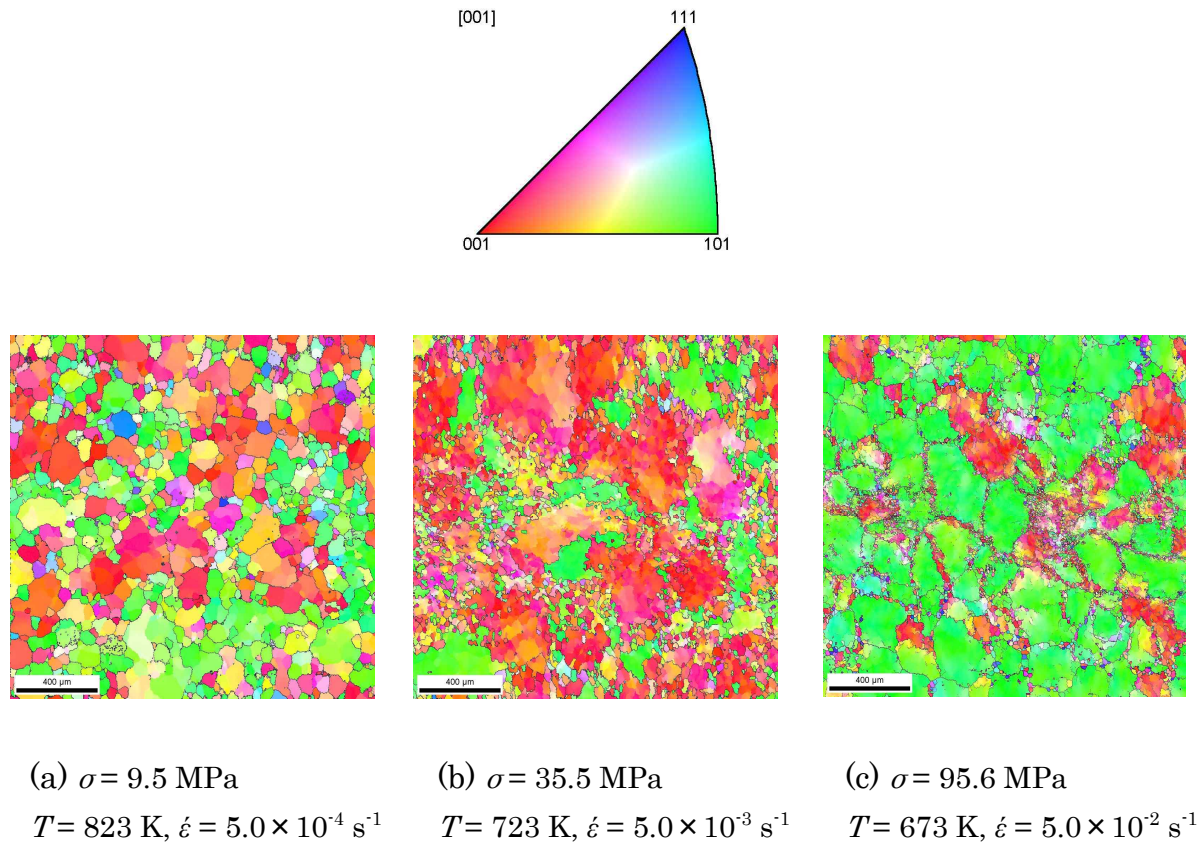 [001] 111
001 101
400 µm 400 µm 400 µm
(a) σ = 9.5 MPa (b) σ = 35.5 MPa (c) σ = 95.6 MPa
T = 823 K, έ = 5.0 × 10⁻⁴ s⁻¹ T = 723 K, έ = 5.0 × 10⁻³ s⁻¹ T = 673 K, έ = 5.0 × 10⁻² s⁻¹